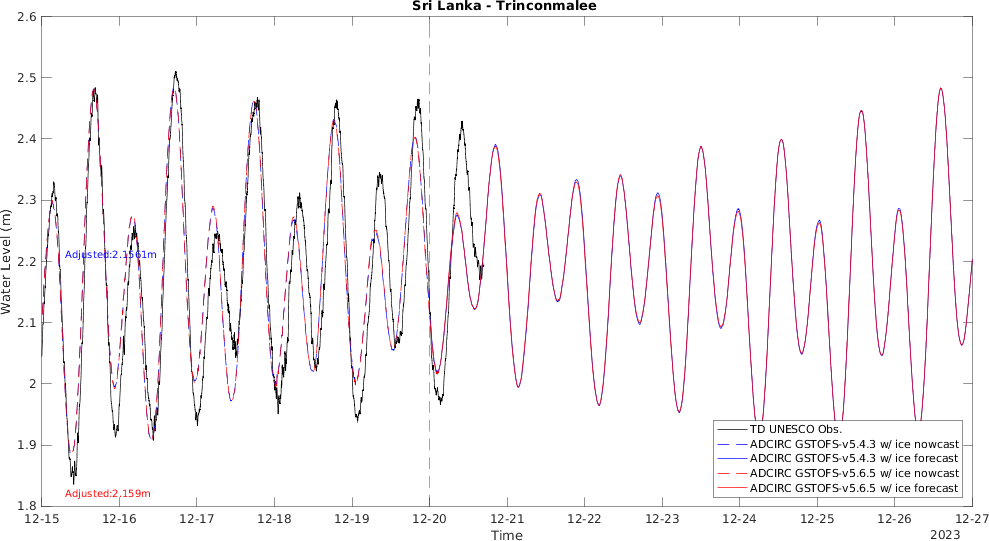 Sri Lanka - Trinconmalee
2.6
2.5
2.4
2.3
2.2
2.1
2
1.9
1.8
Water Level (m)
Adjusted:2.1561m
Adjusted:2.159m
TD UNESCO Obs.
ADCIRC GSTOFS-v5.4.3 w/ ice nowcast
ADCIRC GSTOFS-v5.4.3 w/ ice forecast
ADCIRC GSTOFS-v5.6.5 w/ ice nowcast
ADCIRC GSTOFS-v5.6.5 w/ ice forecast
12-15 12-16 12-17 12-18 12-19 12-20 12-21 12-22 12-23 12-24 12-25 12-26 12-27
Time
2023